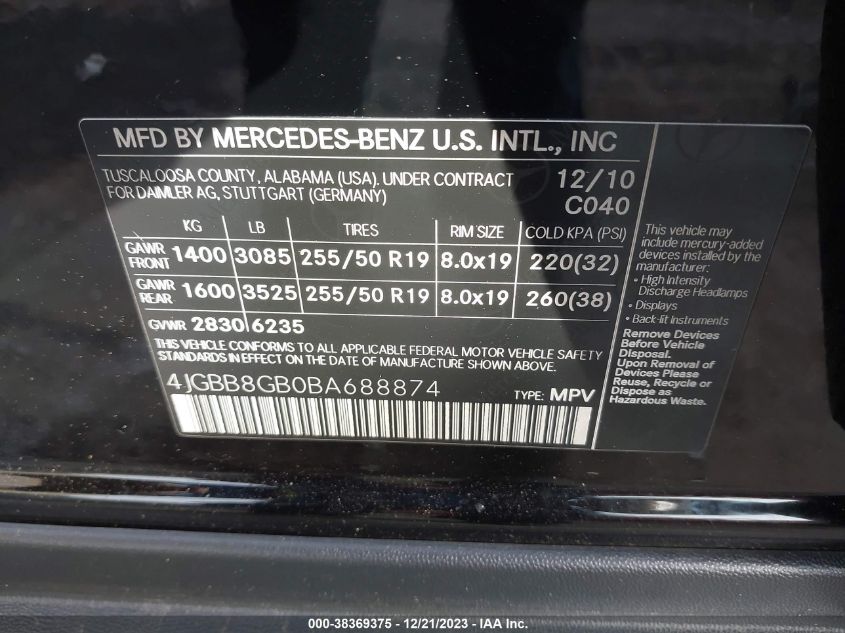 MFD BY MERCEDES-BENZ U.S. INTL., INC
TUSCALOOSA COUNTY, ALABAMA (USA). UNDER CONTRACT
FOR DAIMLER AG, STUTTGART (GERMANY)
12/10
C040
KG LB TIRES RIM SIZE COLD KPA (PSI)
GAWR FRONT 1400 3085 255/50 R19 8.0x19 220(32)
GAWR REAR 1600 3525 255/50 R19 8.0x19 260(38)
GVWR 2830 6235
THIS VEHICLE CONFORMS TO ALL APPLICABLE FEDERAL MOTOR VEHICLE SAFETY
STANDARDS IN EFFECT ON THE DATE OF MANUFACTURE SHOWN ABOVE.
4JGBB8GB0BA688874 TYPE: MPV
This vehicle may
include mercury-added
devices installed by the
manufacturer:
• High Intensity
Discharge Headlamps
• Displays
• Back-lit Instruments
Remove Devices
Before Vehicle
Disposal.
Upon Removal of
Devices Please
Reuse, Recycle or
Dispose as
Hazardous Waste.
000-38369375 - 12/21/2023 - IAA Inc.